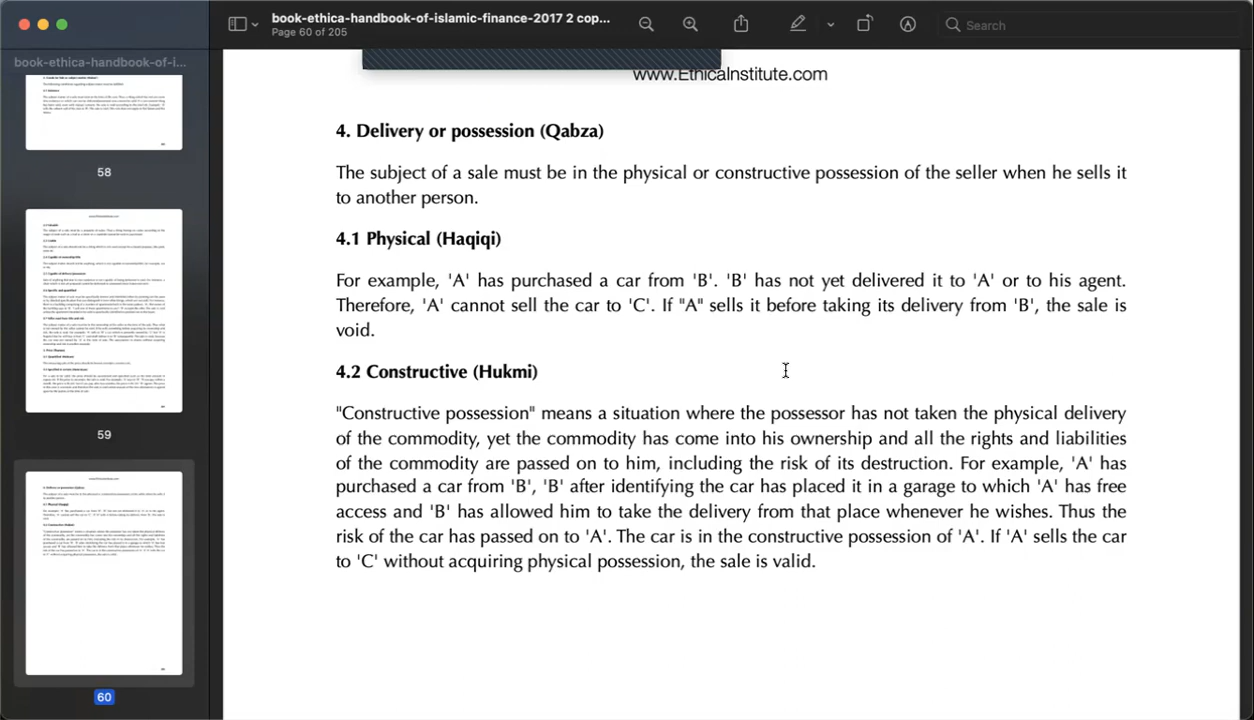 book-ethica-handbook-of-islamic-finance-2017 2 cop...
Page 60 of 205
Search
book-ethica-handbook-of-i...
58
59
60
www.EthicaInstitute.com
4. Delivery or possession (Qabza)
The subject of a sale must be in the physical or constructive possession of the seller when he sells it
to another person.
4.1 Physical (Haqiqi)
For example, 'A' has purchased a car from 'B'. 'B' has not yet delivered it to 'A' or to his agent.
Therefore, 'A' cannot sell the car to 'C'. If "A" sells it before taking its delivery from 'B', the sale is
void.
4.2 Constructive (Hukmi)
"Constructive possession" means a situation where the possessor has not taken the physical delivery
of the commodity, yet the commodity has come into his ownership and all the rights and liabilities
of the commodity are passed on to him, including the risk of its destruction. For example, 'A' has
purchased a car from 'B', 'B' after identifying the car has placed it in a garage to which 'A' has free
access and 'B' has allowed him to take the delivery from that place whenever he wishes. Thus the
risk of the car has passed on to 'A'. The car is in the constructive possession of 'A'. If 'A' sells the car
to 'C' without acquiring physical possession, the sale is valid.